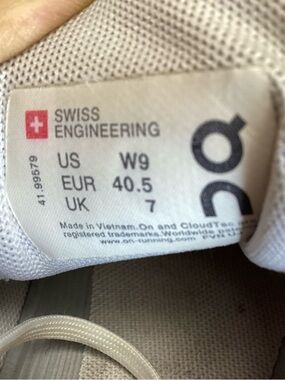 SWISS
ENGINEERING
US W9
EUR 40.5
UK 7
Made in Vietnam.On and CloudTec
registered trademarks.Worldwide
www.on-running.com
41.99579